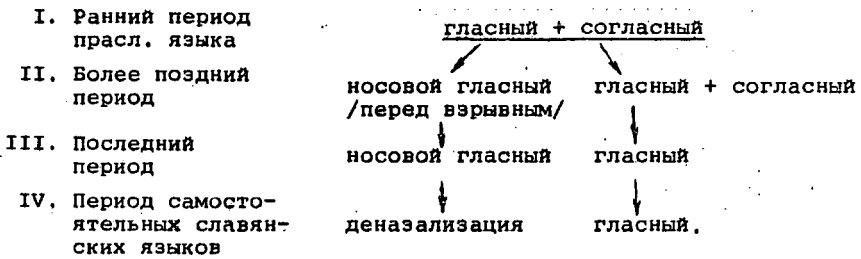 I. Ранний период гласный + согласный
прасл. языка
II. Более поздний носовой гласный гласный + согласный
период /перед взрывным/
III. Последний носовой гласный гласный
период
IV. Период самосто-
ятельных славян- деназализация гласный.
ских языков